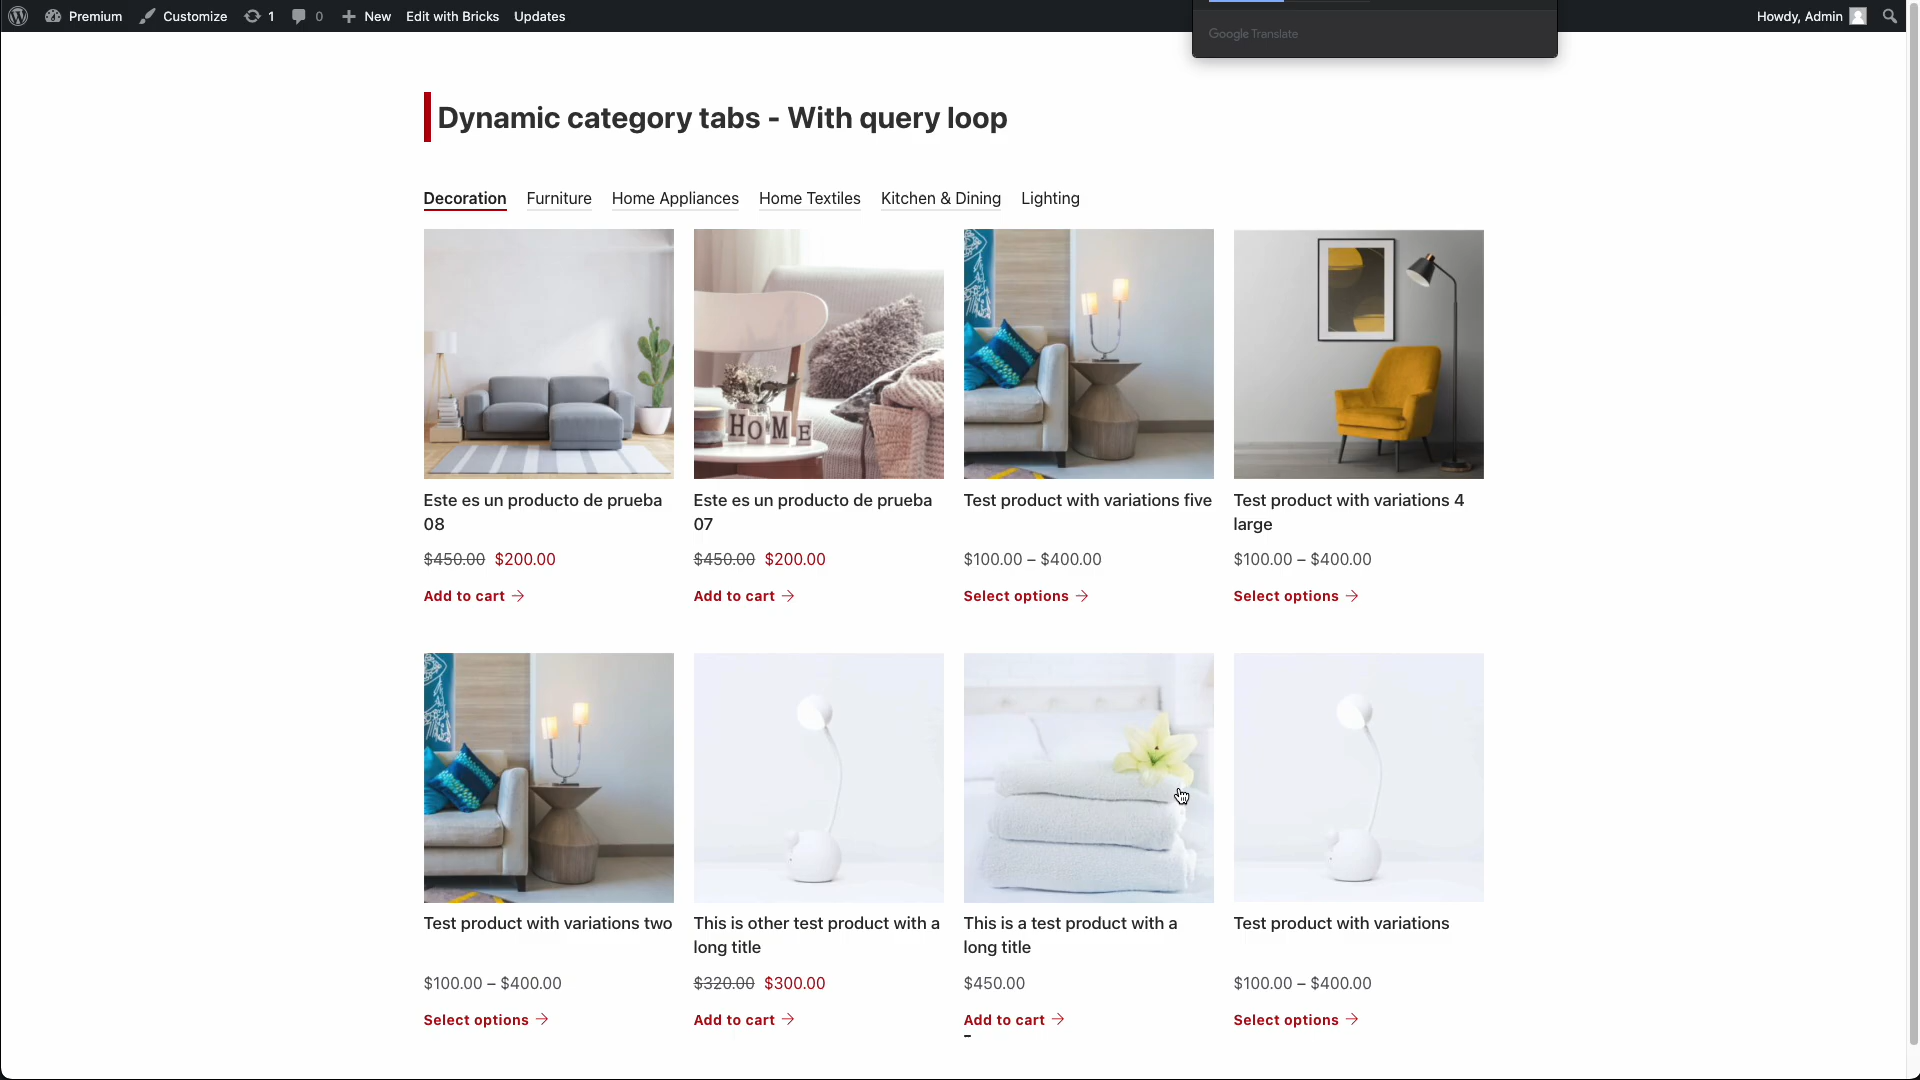 Premium Customize 1 0 New Edit with Bricks Updates Howdy, Admin
Google Translate
Dynamic category tabs - With query loop
Decoration Furniture Home Appliances Home Textiles Kitchen & Dining Lighting
HOME
Este es un producto de prueba
08
$450.00 $200.00
Add to cart →
Este es un producto de prueba
07
$450.00 $200.00
Add to cart →
Test product with variations five
$100.00 – $400.00
Select options →
Test product with variations 4
large
$100.00 – $400.00
Select options →
Test product with variations two
$100.00 – $400.00
Select options →
This is other test product with a
long title
$320.00 $300.00
Add to cart →
This is a test product with a
long title
$450.00
Add to cart →
Test product with variations
$100.00 – $400.00
Select options →